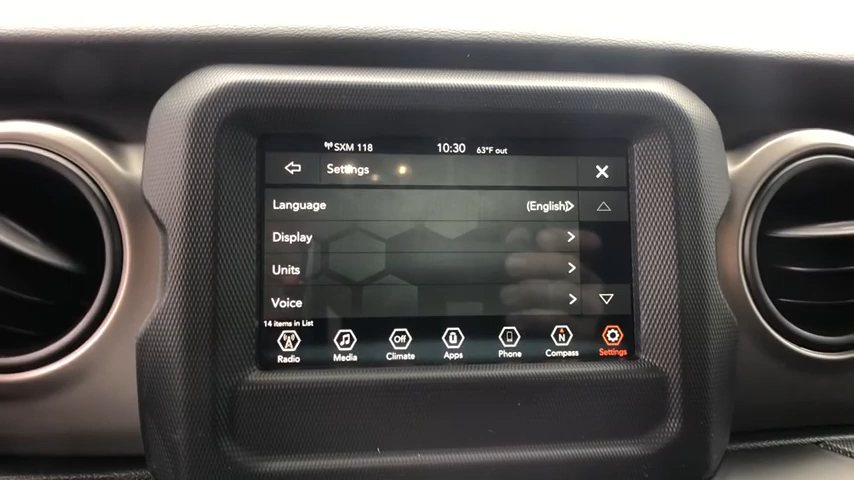 SXM 118 10:30 63°F out
Settings X
Language (English)
Display
Units
Voice
14 items in List
Off N
Radio Media Climate Apps Phone Compass Settings